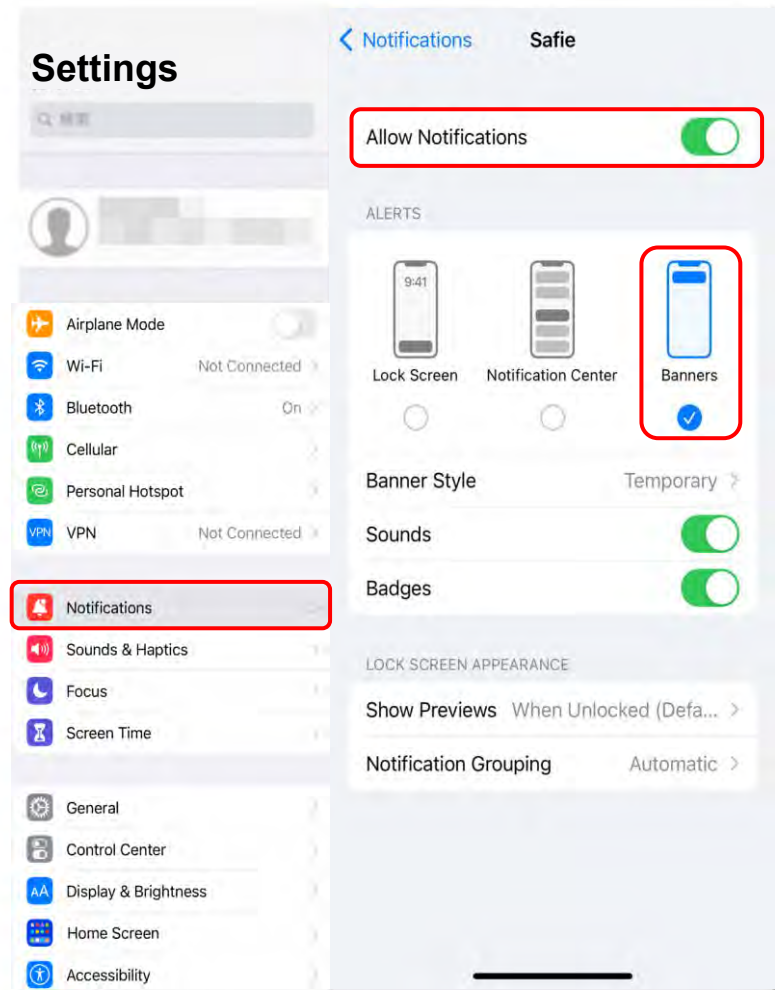 Settings
検索
Airplane Mode
Wi-Fi Not Connected
Bluetooth On
Cellular
Personal Hotspot
VPN VPN Not Connected
Notifications
Sounds & Haptics
Focus
Screen Time
General
Control Center
AA Display & Brightness
Home Screen
Accessibility
Notifications Safie
Allow Notifications
ALERTS
9:41
Lock Screen Notification Center Banners
Banner Style Temporary
Sounds
Badges
LOCK SCREEN APPEARANCE
Show Previews When Unlocked (Defa...
Notification Grouping Automatic